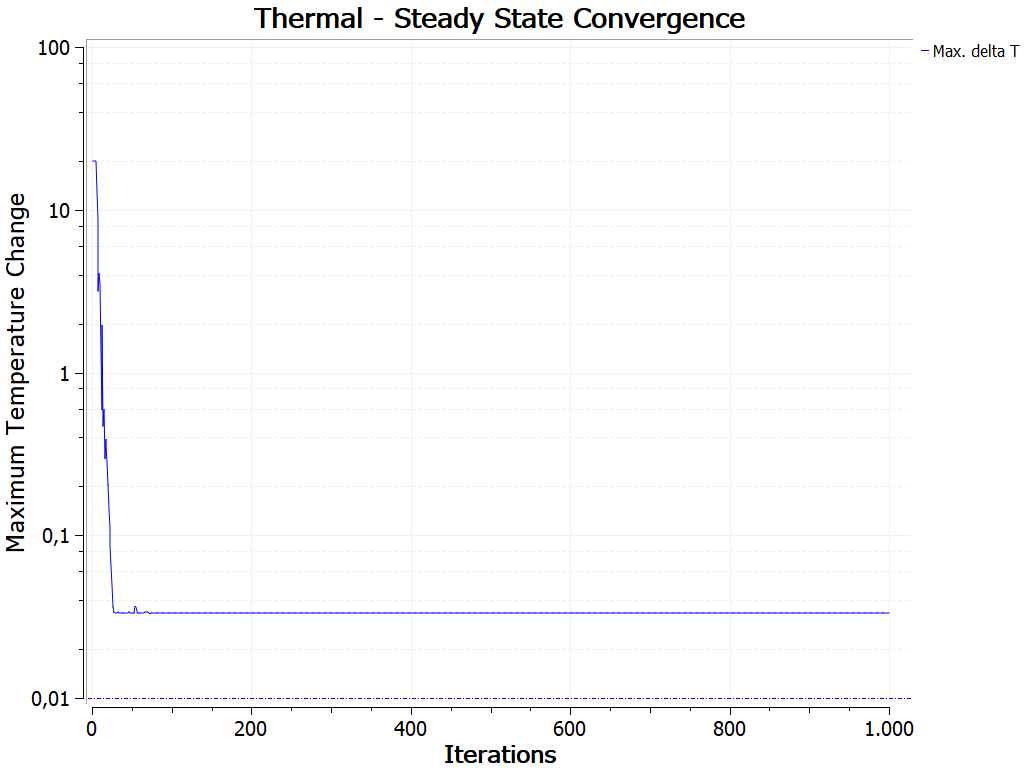 Thermal - Steady State Convergence
Max. delta T
Maximum Temperature Change
100
10
1
0,1
0,01
0 200 400 600 800 1.000
Iterations